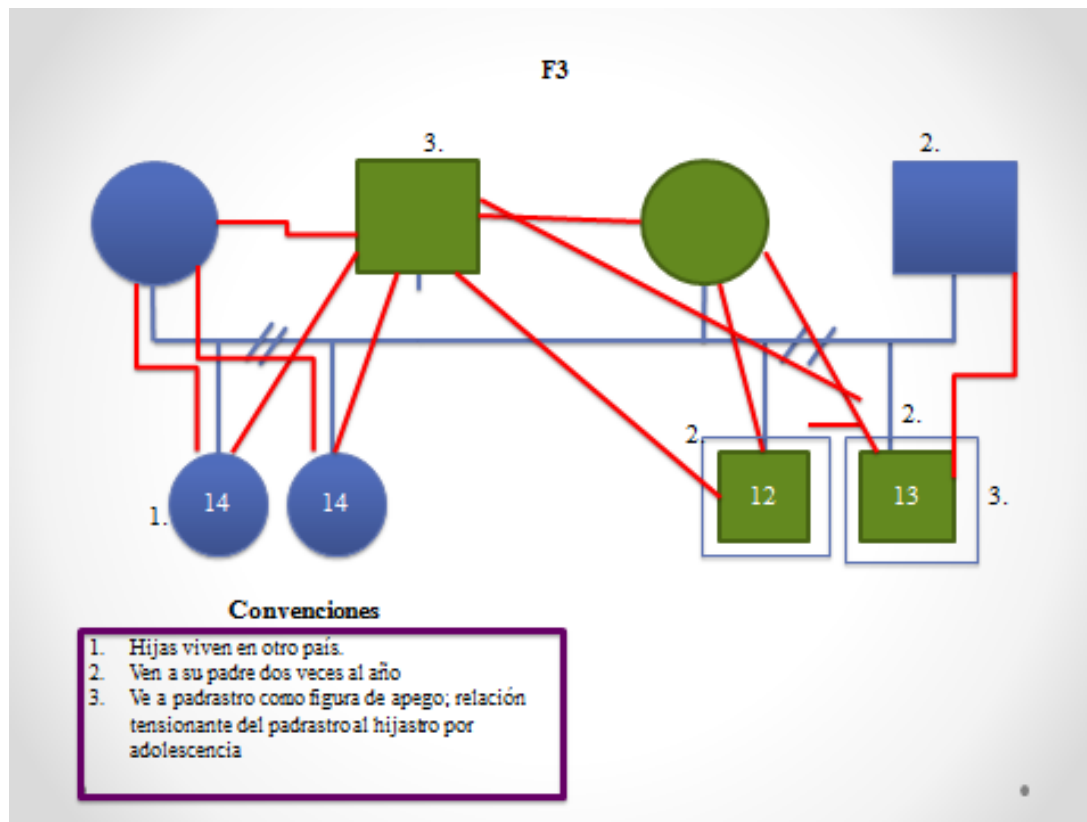 F3
3.
2.
2.
2.
14
14
12
13
1.
3.
Convenciones
1. Hijas viven en otro país.
2. Ven a su padre dos veces al año
3. Ve a padrastro como figura de apego; relación
tensionante del padrastro al hijastro por
adolescencia